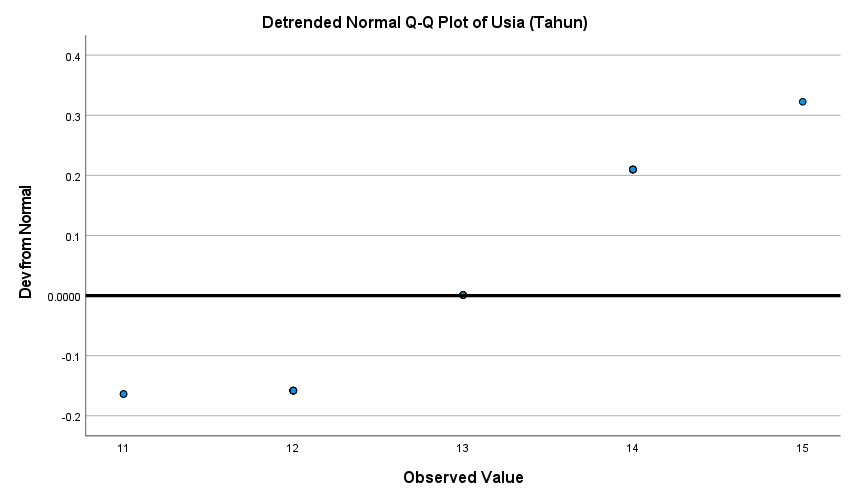 Detrended Normal Q-Q Plot of Usia (Tahun)
Dev from Normal
0.4
0.3
0.2
0.1
0.0000
-0.1
-0.2
11 12 13 14 15
Observed Value